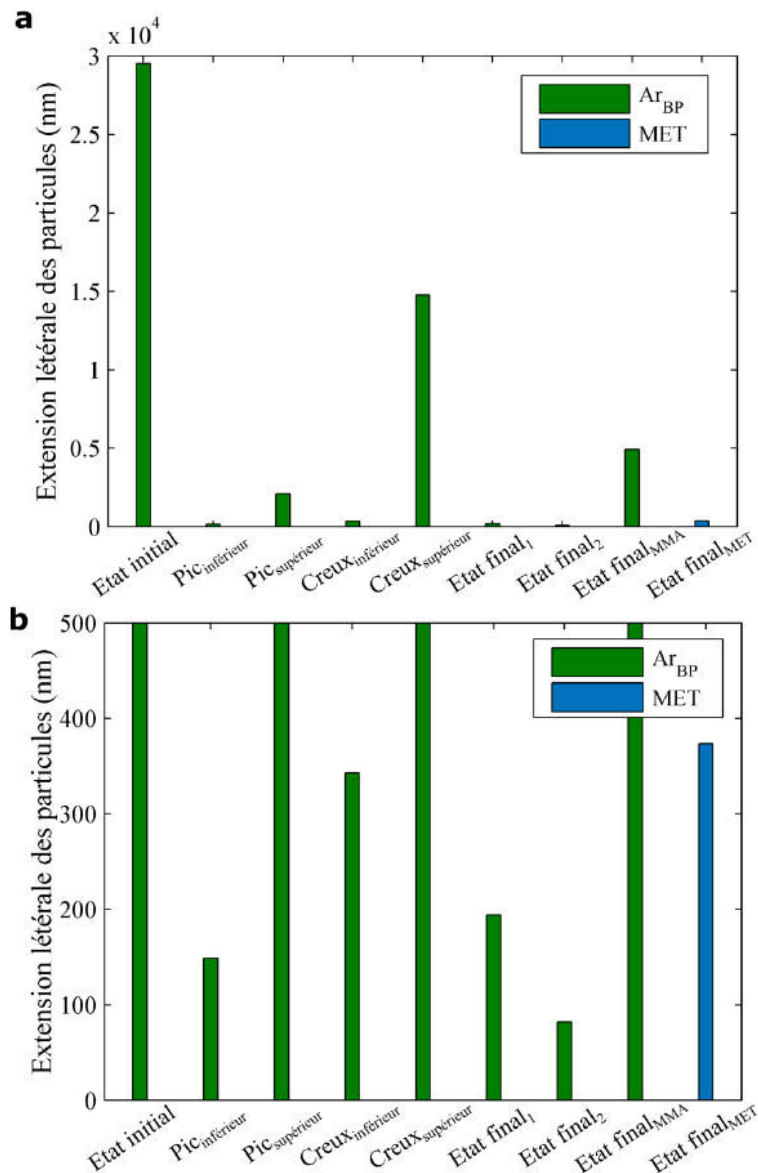 a
x 10⁴
3
2.5
2
1.5
1
0.5
0
Extension létérale des particules (nm)
Ar_BP
MET
Etat initial
Pic_inférieur
Pic_supérieur
Creux_inférieur
Creux_supérieur
Etat final_1
Etat final_2
Etat final_MMA
Etat final_MET
b
500
400
300
200
100
0
Extension létérale des particules (nm)
Ar_BP
MET
Etat initial
Pic_inférieur
Pic_supérieur
Creux_inférieur
Creux_supérieur
Etat final_1
Etat final_2
Etat final_MMA
Etat final_MET